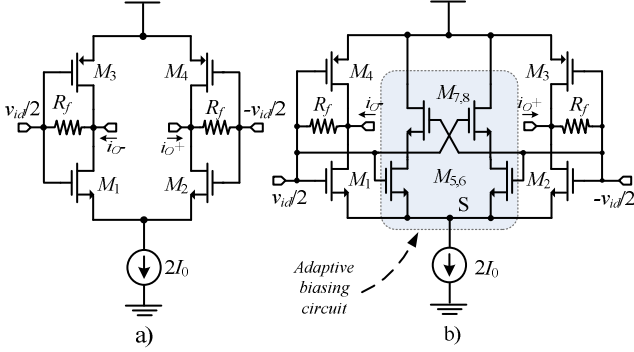 M3
M4
vid/2
Rf
Rf
-vid/2
iO-
iO+
M1
M2
2I0
a)
M4
M3
M7,8
Rf
Rf
iO-
iO+
M1
M5,6
M2
vid/2
-vid/2
S
Adaptive
biasing
circuit
2I0
b)